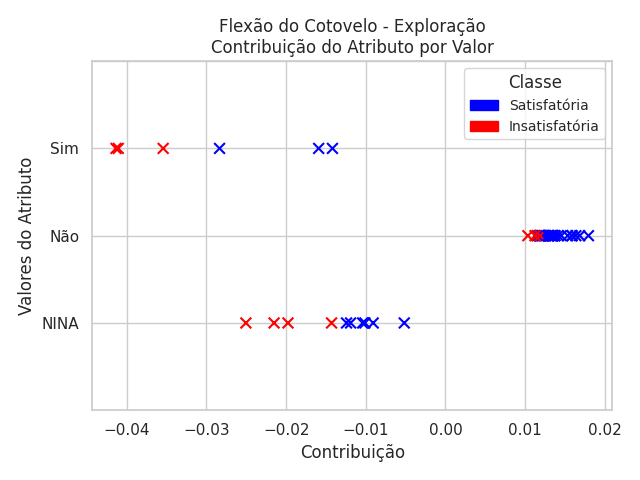 Flexão do Cotovelo - Exploração
Contribuição do Atributo por Valor
Classe
Satisfatória
Insatisfatória
Valores do Atributo
Sim
Não
NINA
−0.04 −0.03 −0.02 −0.01 0.00 0.01 0.02
Contribuição